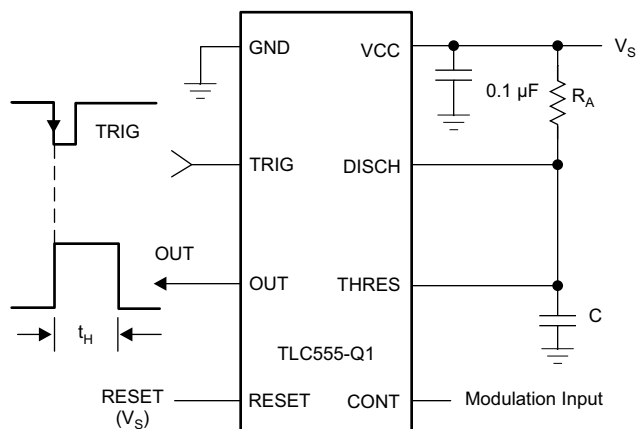 GND
VCC
V_S
0.1 µF
R_A
TRIG
TRIG
DISCH
OUT
OUT
THRES
t_H
C
TLC555-Q1
RESET
(V_S)
RESET
CONT
Modulation Input